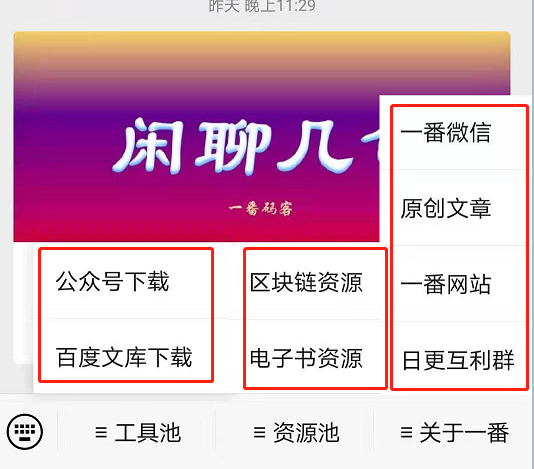 昨天 晚上11:29
闲聊几
一番码客
一番微信
原创文章
一番网站
日更互利群
公众号下载
百度文库下载
区块链资源
电子书资源
工具池
资源池
关于一番